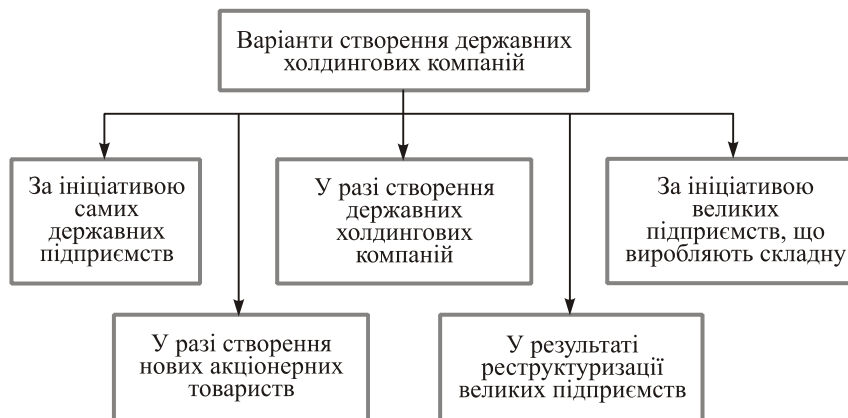 Варіанти створення державних
холдингових компаній
За ініціативою
самих
державних
підприємств
У разі створення
державних
холдингових
компаній
За ініціативою
великих
підприємств, що
виробляють складну
У разі створення
нових акціонерних
товариств
У результаті
реструктуризації
великих підприємств